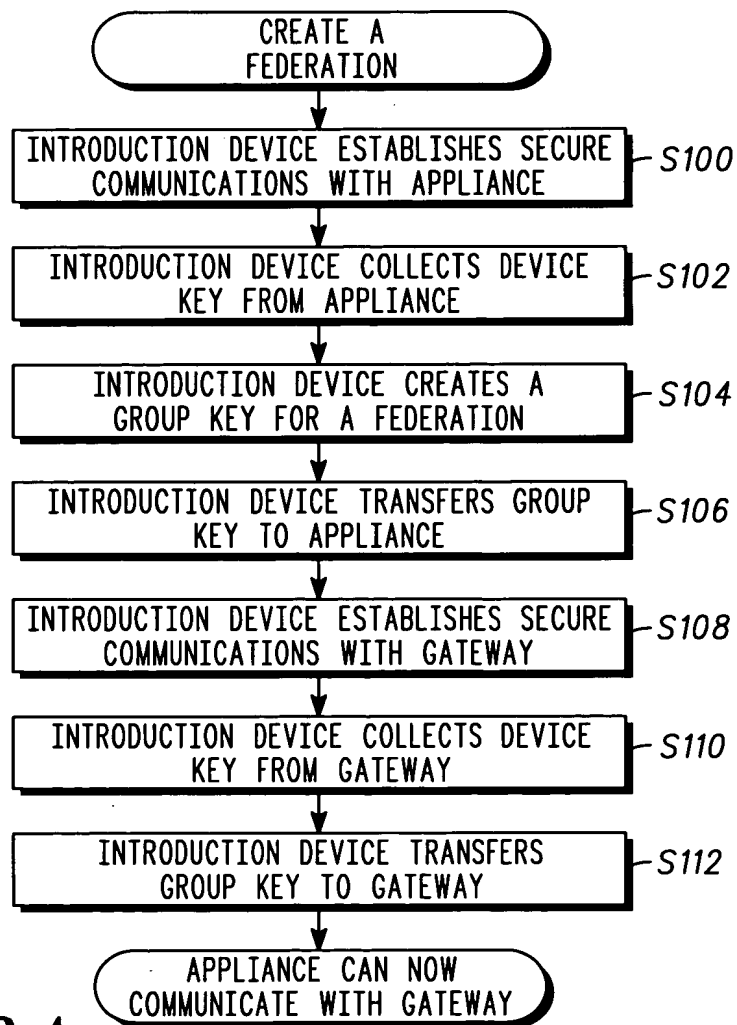 CREATE A
FEDERATION
INTRODUCTION DEVICE ESTABLISHES SECURE
COMMUNICATIONS WITH APPLIANCE
S100
INTRODUCTION DEVICE COLLECTS DEVICE
KEY FROM APPLIANCE
S102
INTRODUCTION DEVICE CREATES A
GROUP KEY FOR A FEDERATION
S104
INTRODUCTION DEVICE TRANSFERS GROUP
KEY TO APPLIANCE
S106
INTRODUCTION DEVICE ESTABLISHES SECURE
COMMUNICATIONS WITH GATEWAY
S108
INTRODUCTION DEVICE COLLECTS DEVICE
KEY FROM GATEWAY
S110
INTRODUCTION DEVICE TRANSFERS
GROUP KEY TO GATEWAY
S112
APPLIANCE CAN NOW
COMMUNICATE WITH GATEWAY